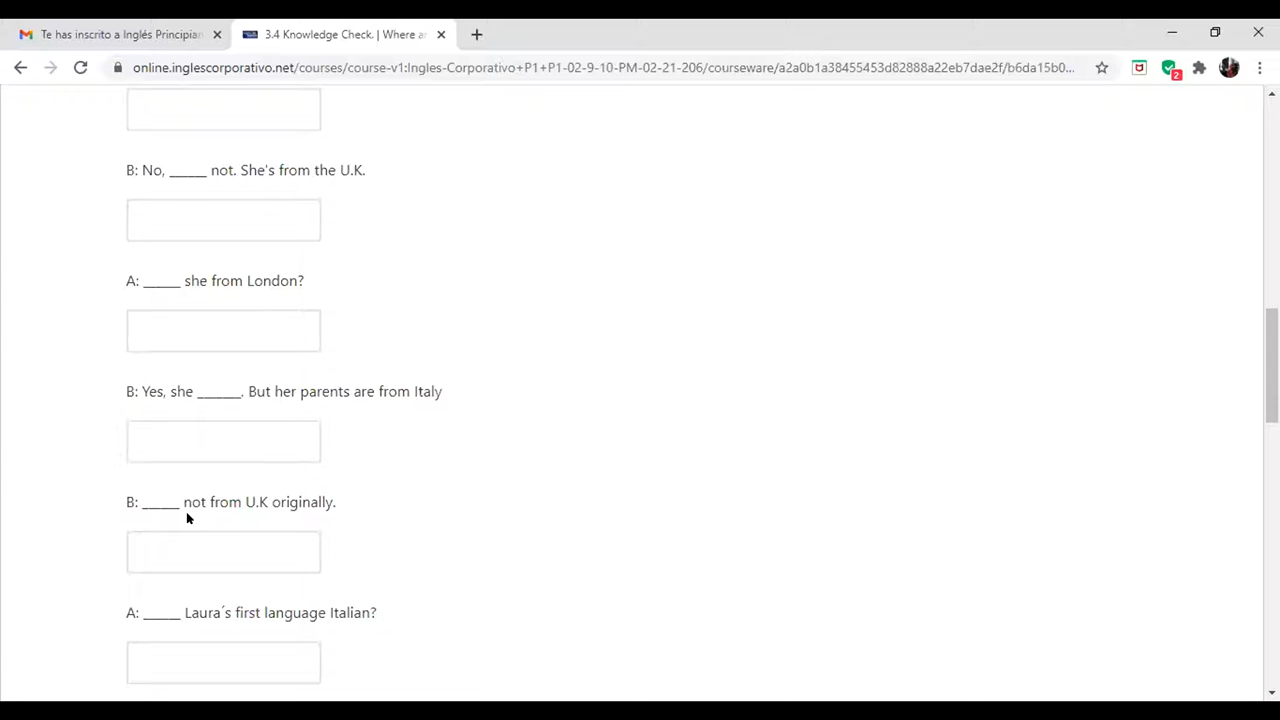 Te has inscrito a Inglés Principian
3.4 Knowledge Check. | Where ar
online.inglescorporativo.net/courses/course-v1:Ingles-Corporativo+P1+P1-02-9-10-PM-02-21-206/courseware/a2a0b1a38455453d82888a22eb7dae2f/b6da15b0...
2
B: No, _____ not. She's from the U.K.
A: _____ she from London?
B: Yes, she ______. But her parents are from Italy
B: _____ not from U.K originally.
A: _____ Laura´s first language Italian?